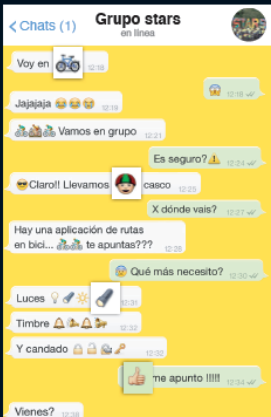 Chats (1)
Grupo stars
en línea
STARS
Voy en 🚲 12:18
😱 12:18
Jajajaja 😂😂😂 12:19
🚴🚵🚴 Vamos en grupo 12:21
Es seguro?⚠️ 12:24
😎Claro!! Llevamos casco 12:25
X dónde vais? 12:27
Hay una aplicación de rutas
en bici... 🚴🚴 te apuntas??? 12:28
😰 Qué más necesito? 12:30
Luces 💡🔦🔆🔦 12:31
Timbre 🔔🔔 12:32
Y candado 🔒🔓🔐🔑 12:32
👍 me apunto !!!!! 12:34
Vienes? 12:38